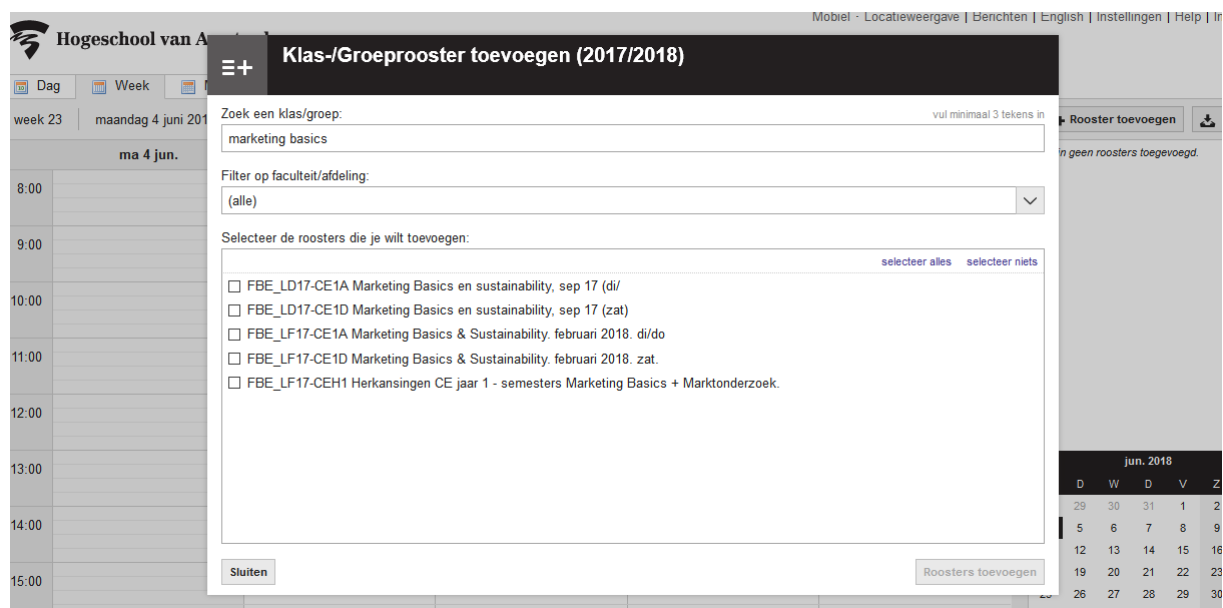 Mobiel - Locatieweergave | Berichten | English | Instellingen | Help |
Hogeschool van
Klas-/Groeprooster toevoegen (2017/2018)
Dag
Week
week 23
maandag 4 juni
Zoek een klas/groep:
vul minimaal 3 tekens in
Rooster toevoegen
marketing basics
ma 4 jun.
geen roosters toegevoegd.
Filter op faculteit/afdeling:
8:00
(alle)
Selecteer de roosters die je wilt toevoegen:
9:00
selecteer alles selecteer niets
FBE_LD17-CE1A Marketing Basics en sustainability, sep 17 (di/
10:00
FBE_LD17-CE1D Marketing Basics en sustainability, sep 17 (zat)
FBE_LF17-CE1A Marketing Basics & Sustainability. februari 2018. di/do
11:00
FBE_LF17-CE1D Marketing Basics & Sustainability. februari 2018. zat.
FBE_LF17-CEH1 Herkansingen CE jaar 1 - semesters Marketing Basics + Marktonderzoek.
12:00
13:00
jun. 2018
D W D V Z
29 30 31 1 2
14:00
5 6 7 8 9
12 13 14 15 16
Sluiten
Roosters toevoegen
15:00
19 20 21 22 23
26 27 28 29 30